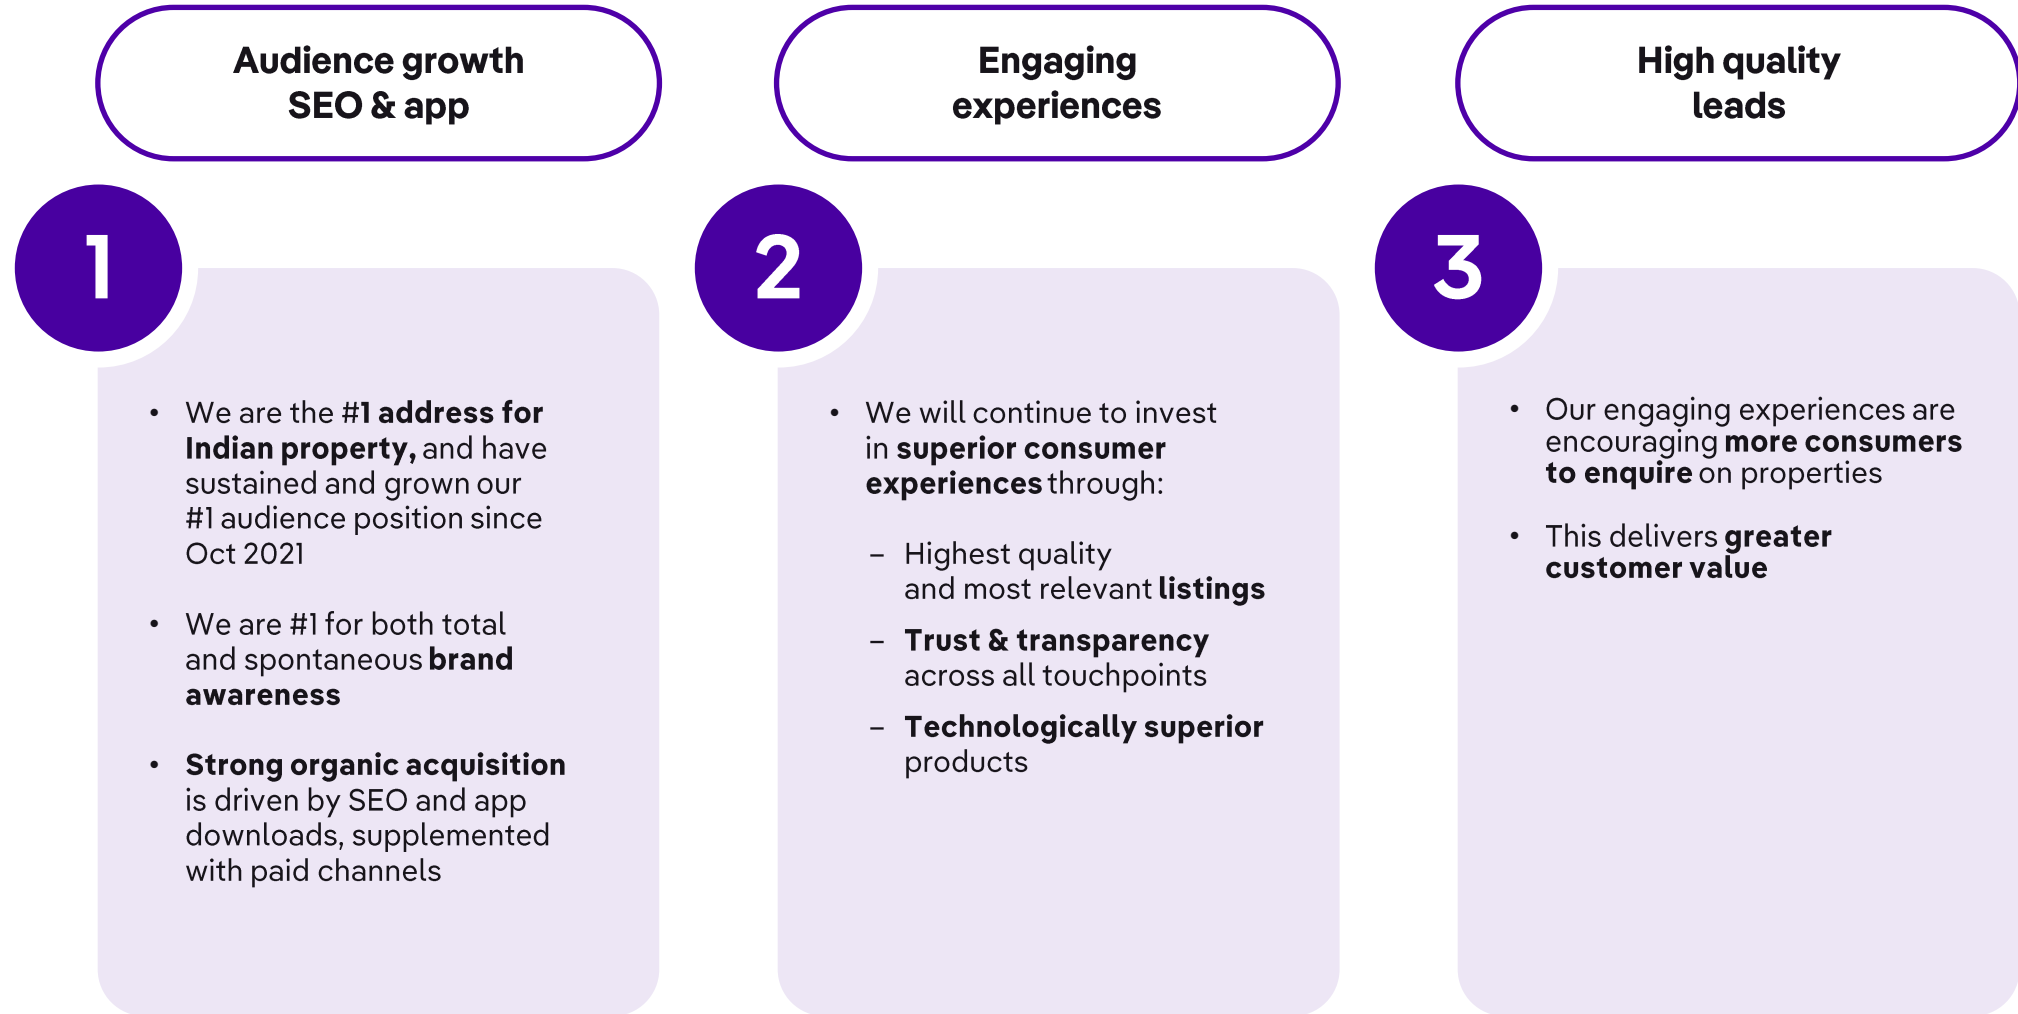 Audience growth
SEO & app
1
• We are the #1 address for
Indian property, and have
sustained and grown our
#1 audience position since
Oct 2021
• We are #1 for both total
and spontaneous brand
awareness
• Strong organic acquisition
is driven by SEO and app
downloads, supplemented
with paid channels
Engaging
experiences
2
• We will continue to invest
in superior consumer
experiences through:
– Highest quality
and most relevant listings
– Trust & transparency
across all touchpoints
– Technologically superior
products
High quality
leads
3
• Our engaging experiences are
encouraging more consumers
to enquire on properties
• This delivers greater
customer value